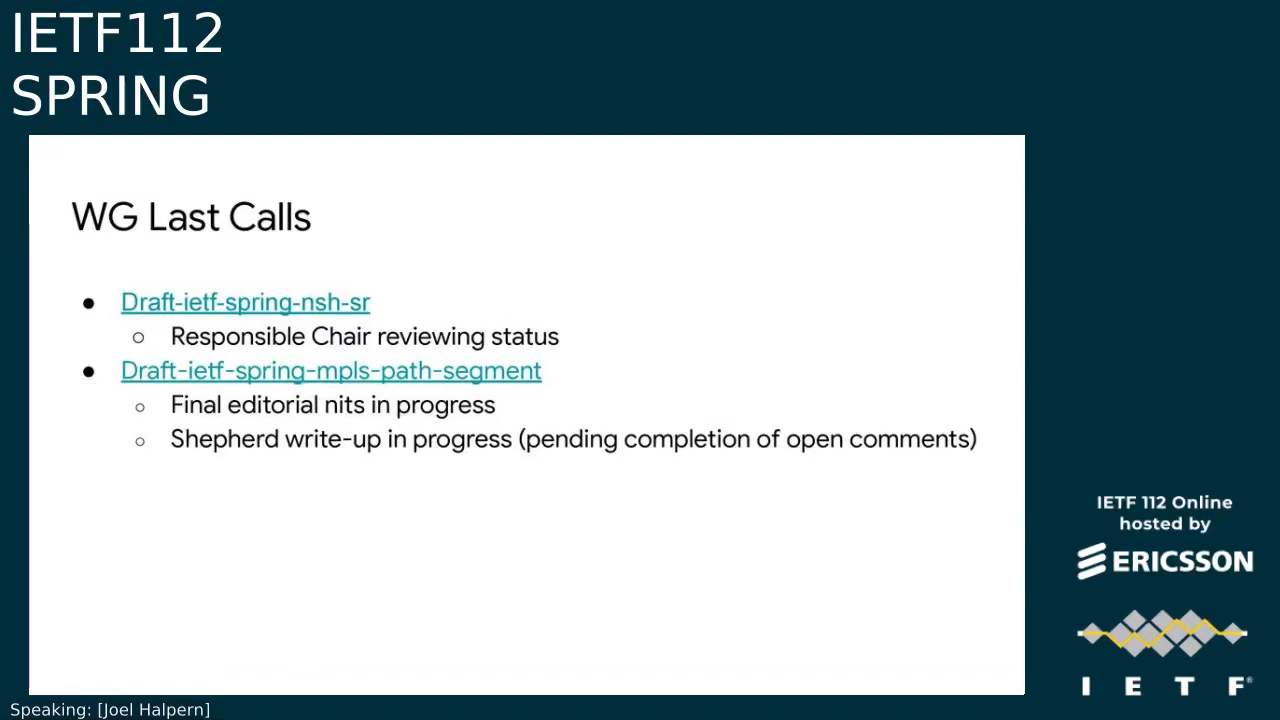 IETF112
SPRING
WG Last Calls
● Draft-ietf-spring-nsh-sr
○ Responsible Chair reviewing status
● Draft-ietf-spring-mpls-path-segment
○ Final editorial nits in progress
○ Shepherd write-up in progress (pending completion of open comments)
IETF 112 Online
hosted by
ERICSSON
I E T F®
Speaking: [Joel Halpern]